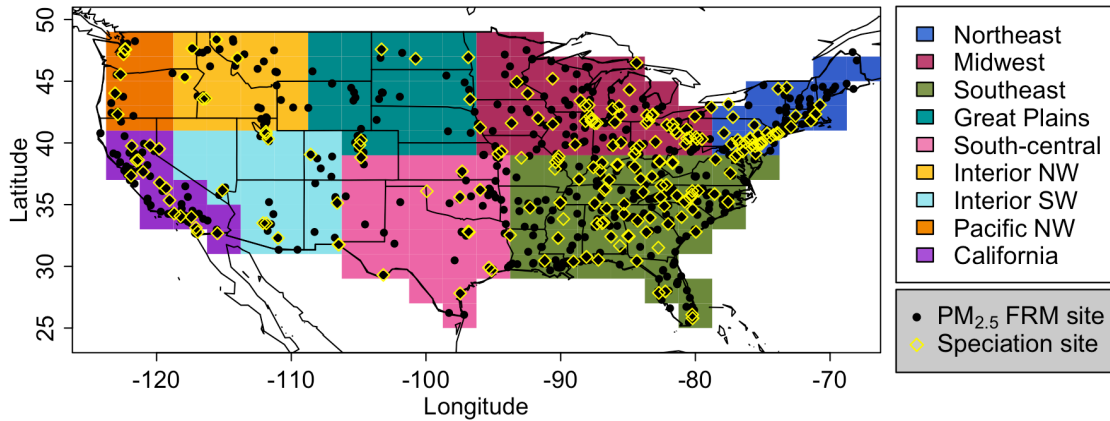 50
45
40
35
30
25
Latitude
-120
-110
-100
-90
-80
-70
Longitude
Northeast
Midwest
Southeast
Great Plains
South-central
Interior NW
Interior SW
Pacific NW
California
PM2.5 FRM site
Speciation site